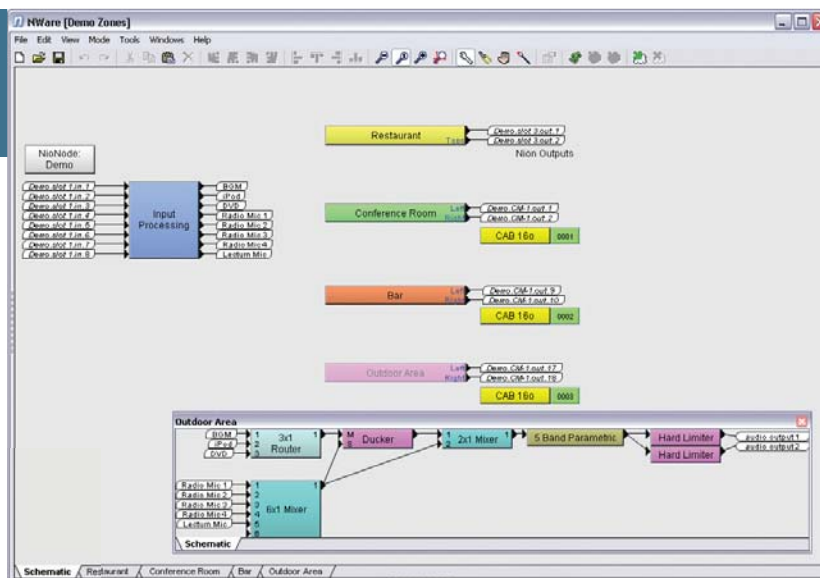 NWare [Demo Zones]
File Edit View Mode Tools Windows Help
NioNode:
Demo
Demo.slot 1.in.1
Demo.slot 1.in.2
Demo.slot 1.in.3
Demo.slot 1.in.4
Demo.slot 1.in.5
Demo.slot 1.in.6
Demo.slot 1.in.7
Demo.slot 1.in.8
Input
Processing
BGM
iPod
DVD
Radio Mic 1
Radio Mic 2
Radio Mic 3
Radio Mic4
Lectum Mic
Restaurant
Demo.slot 3.out.1
Demo.slot 3.out.2
Nion Outputs
Conference Room
Left
Right
Demo.CM-1.out.1
Demo.CM-1.out.2
CAB 16o 0001
Bar
Left
Right
Demo.CM-1.out.9
Demo.CM-1.out.10
CAB 16o 0002
Outdoor Area
Left
Right
Demo.CM-1.out.17
Demo.CM-1.out.18
CAB 16o 0003
Outdoor Area
BGM
iPod
DVD
1
2
3
3x1
Router
1
M
S
Ducker
1
2
2x1 Mixer
1
5 Band Parametric
Hard Limiter
Hard Limiter
audio output1
audio output2
Radio Mic 1
Radio Mic 2
Radio Mic 3
Radio Mic4
Lectum Mic
1
2
3
4
5
6
6x1 Mixer
1
Schematic
Schematic Restaurant Conference Room Bar Outdoor Area